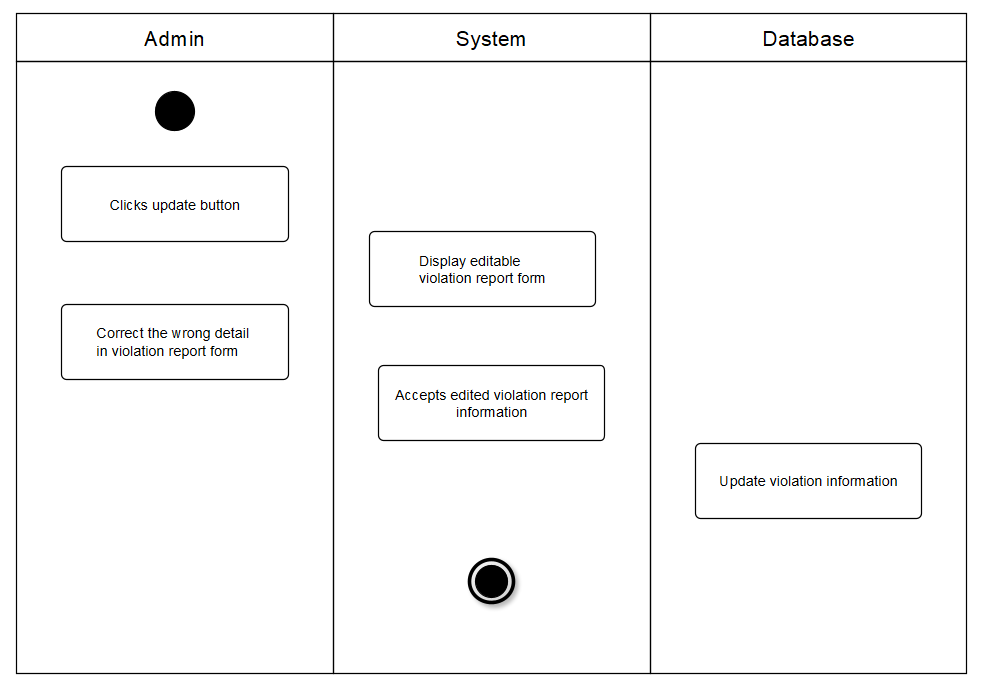 Admin
System
Database
Clicks update button
Display editable
violation report form
Correct the wrong detail
in violation report form
Accepts edited violation report
information
Update violation information